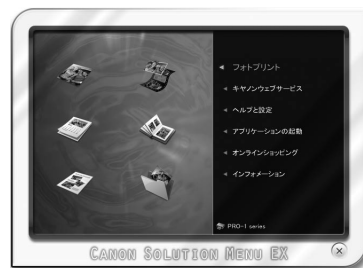 フォトプリント
キヤノンウェブサービス
ヘルプと設定
アプリケーションの起動
オンラインショッピング
インフォメーション
PRO-1 series
CANON SOLUTION MENU EX